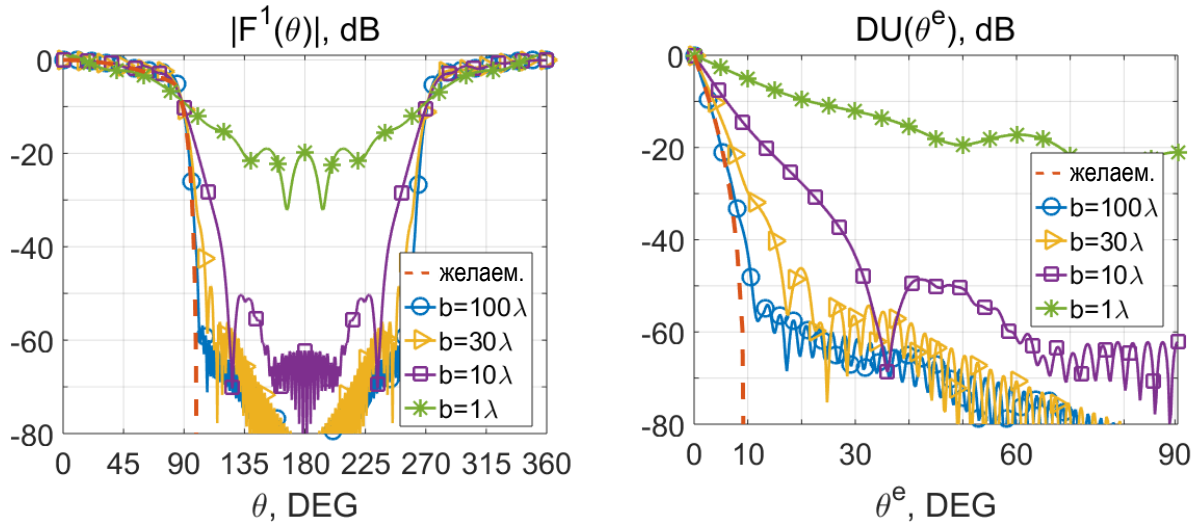 |F¹(θ)|, dB
0
-20
-40
-60
-80
желаем.
b=100λ
b=30λ
b=10λ
b=1λ
0 45 90 135 180 225 270 315 360
θ, DEG
DU(θᵉ), dB
0
-20
-40
-60
-80
желаем.
b=100λ
b=30λ
b=10λ
b=1λ
0 10 30 60 90
θᵉ, DEG